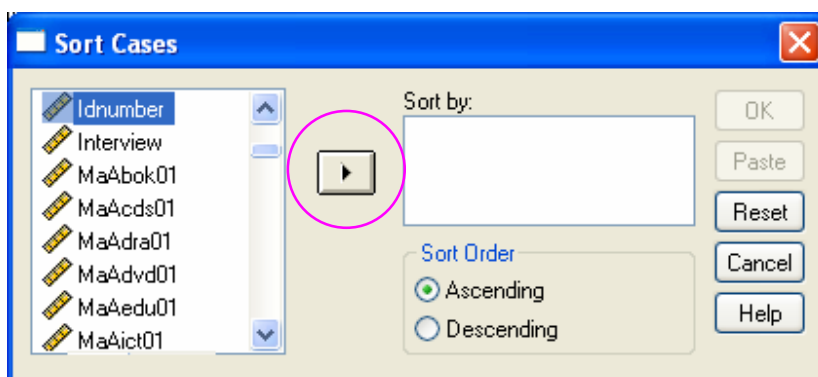 Sort Cases
Idnumber
Interview
MaAbok01
MaAcds01
MaAdra01
MaAdvd01
MaAedu01
MaAict01
Sort by:
Sort Order
Ascending
Descending
OK
Paste
Reset
Cancel
Help